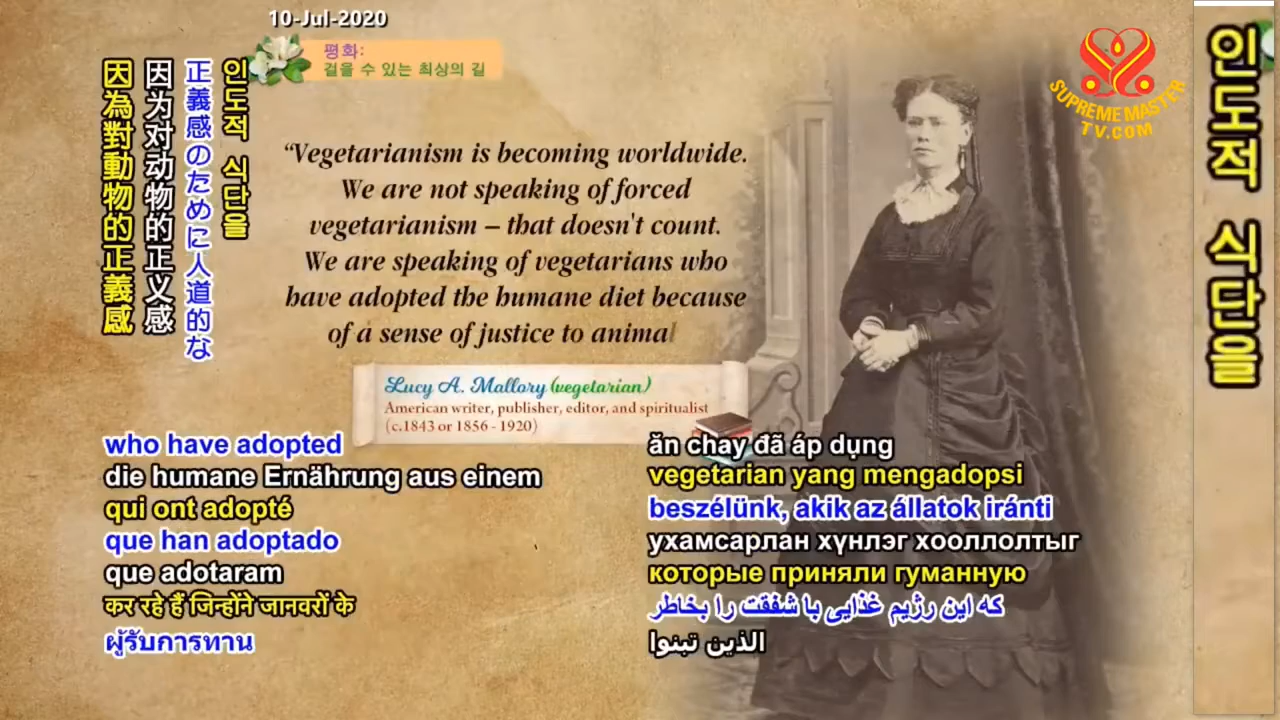 10-Jul-2020
평화:
걸을 수 있는 최상의 길
SUPREME MASTER
TV.COM
인도적 식단을
正義感のために人道的な
因为对动物的正义感
因為對動物的正義感
인도적 식단을
“Vegetarianism is becoming worldwide.
We are not speaking of forced
vegetarianism – that doesn't count.
We are speaking of vegetarians who
have adopted the humane diet because
of a sense of justice to animal
Lucy A. Mallory (vegetarian)
American writer, publisher, editor, and spiritualist
(c.1843 or 1856 - 1920)
who have adopted
die humane Ernährung aus einem
qui ont adopté
que han adoptado
que adotaram
कर रहे हैं जिन्होंने जानवरों के
ผู้รับการทาน
ăn chay đã áp dụng
vegetarian yang mengadopsi
beszélünk, akik az állatok iránti
ухамсарлан хүнлэг хооллолтыг
которые приняли гуманную
که این رژیم غذایی با شفقت را بخاطر
الذين تبنوا